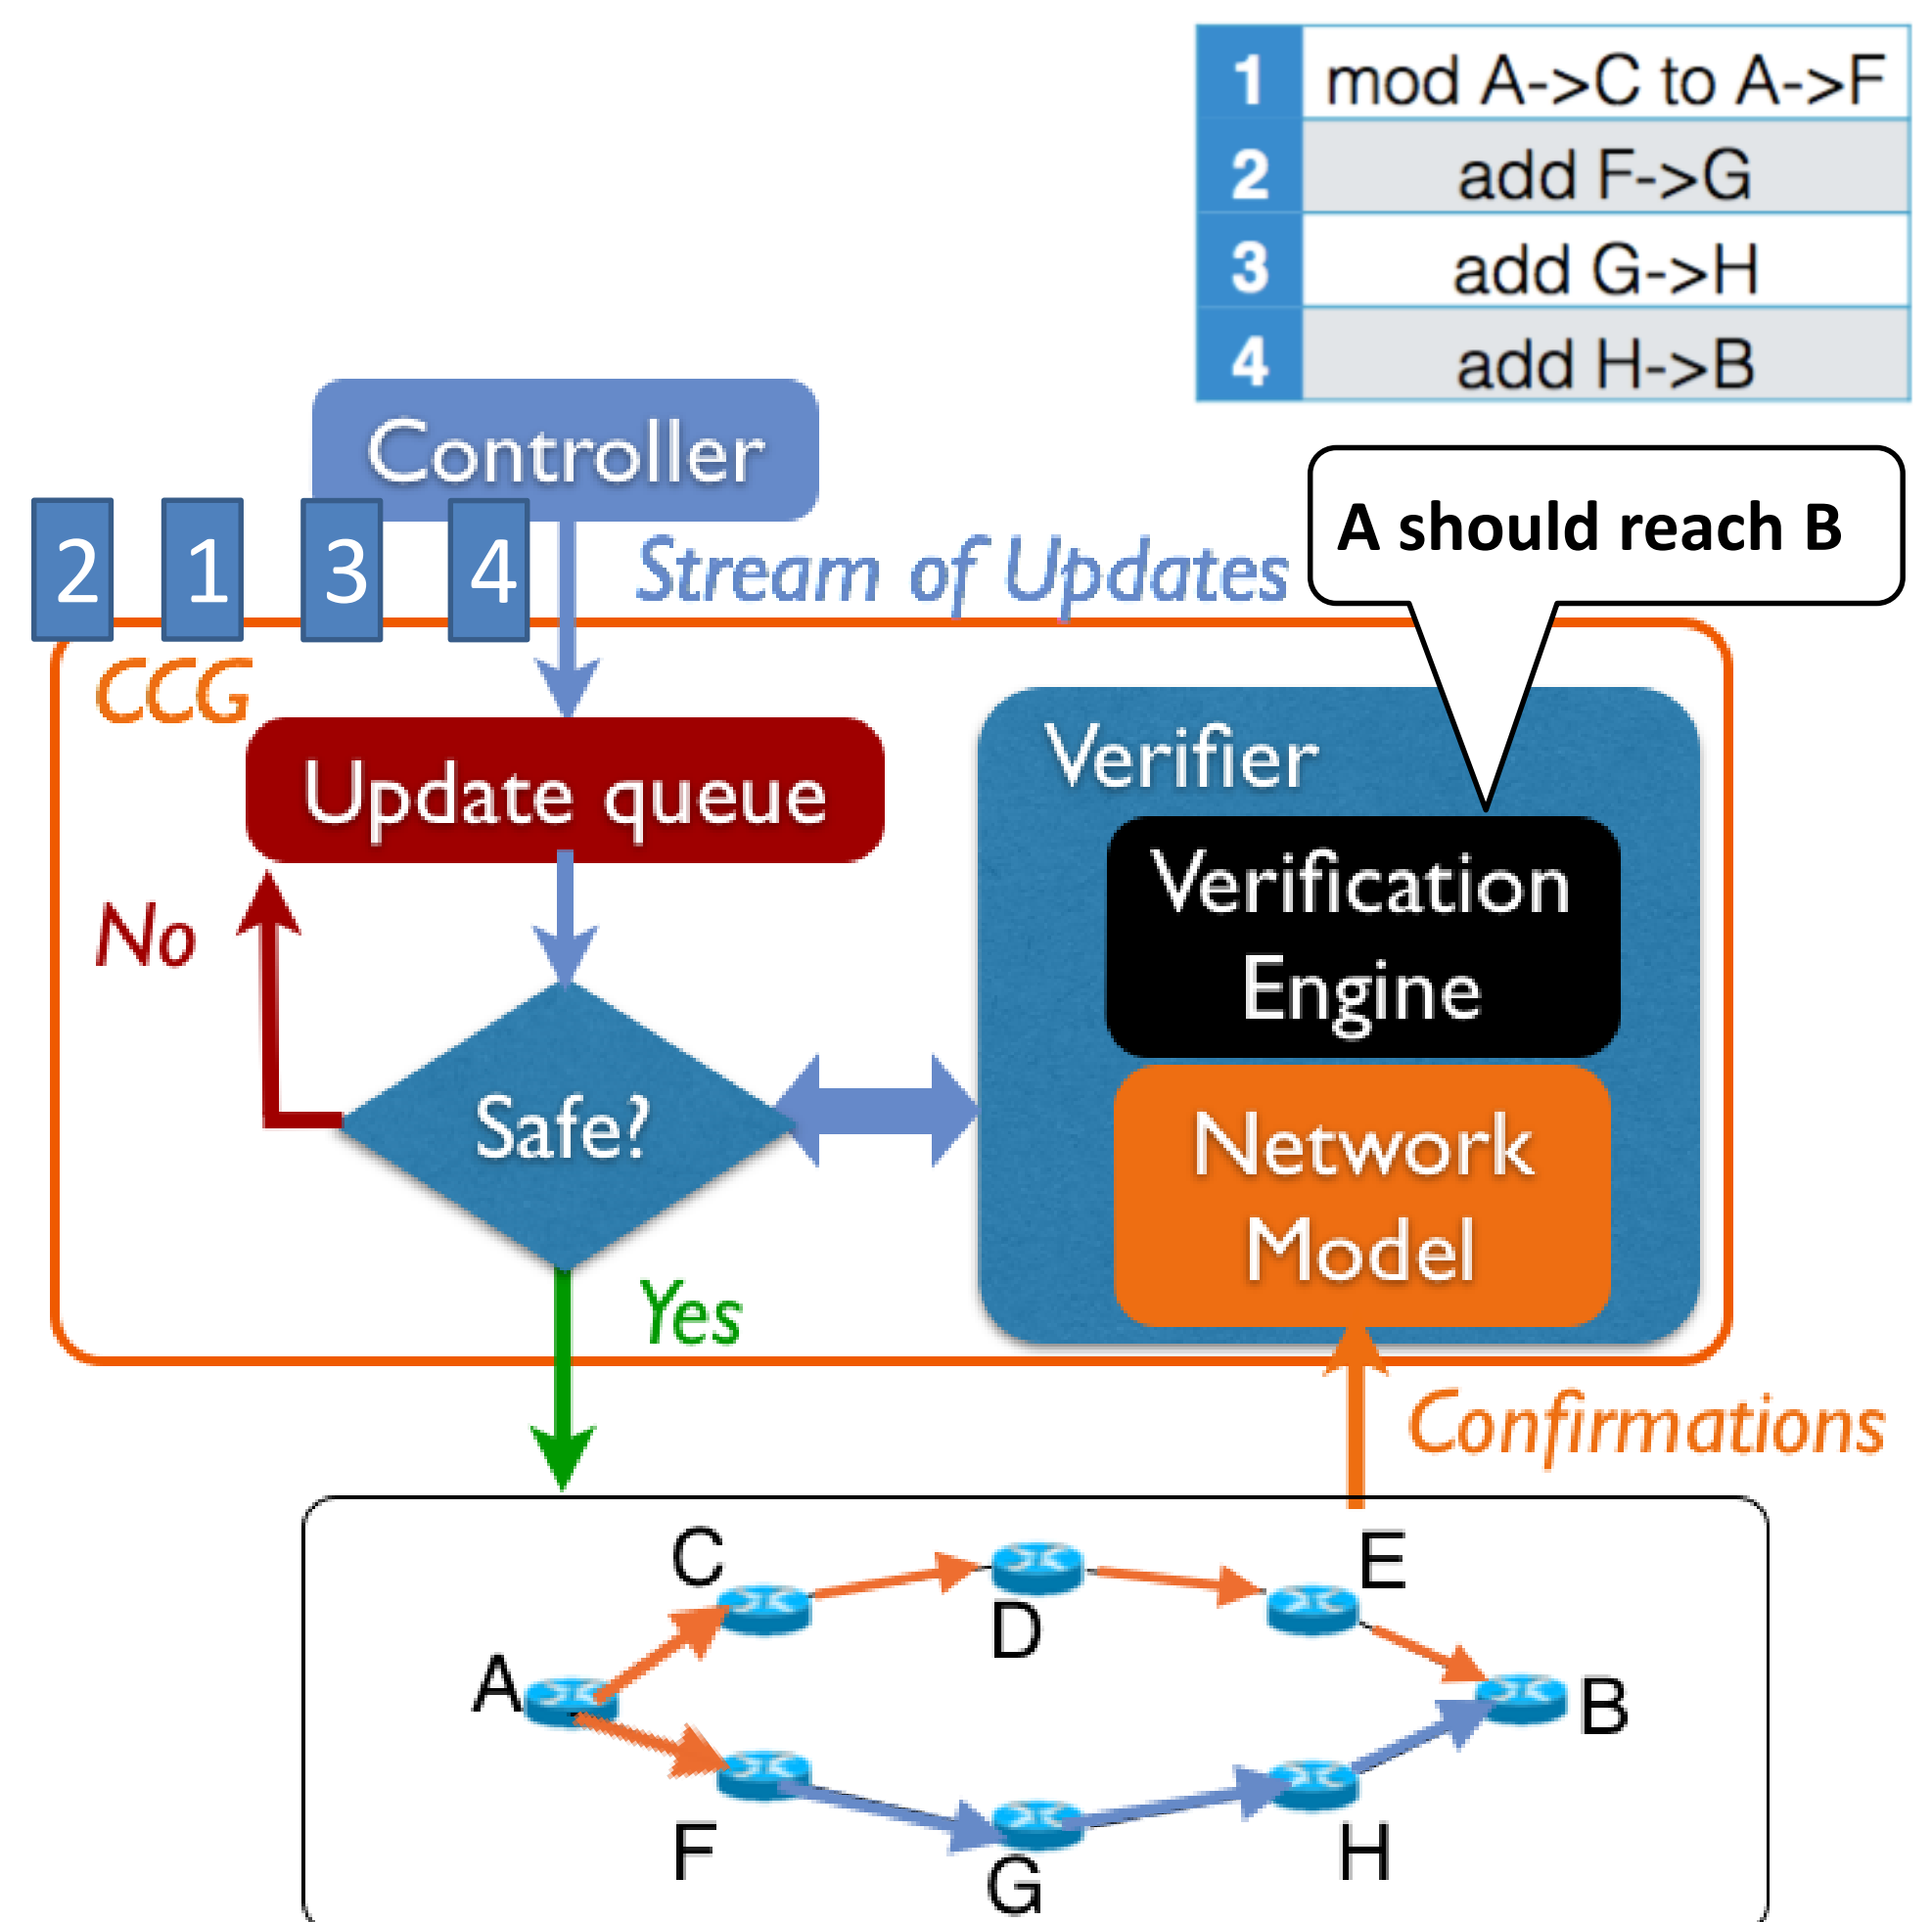 1 mod A->C to A->F
2 add F->G
3 add G->H
4 add H->B
Controller
A should reach B
2 1 3 4
Stream of Updates
CCG
Update queue
Verifier
Verification
Engine
No
Safe?
Network
Model
Yes
Confirmations
C
E
D
A
B
F
H
G